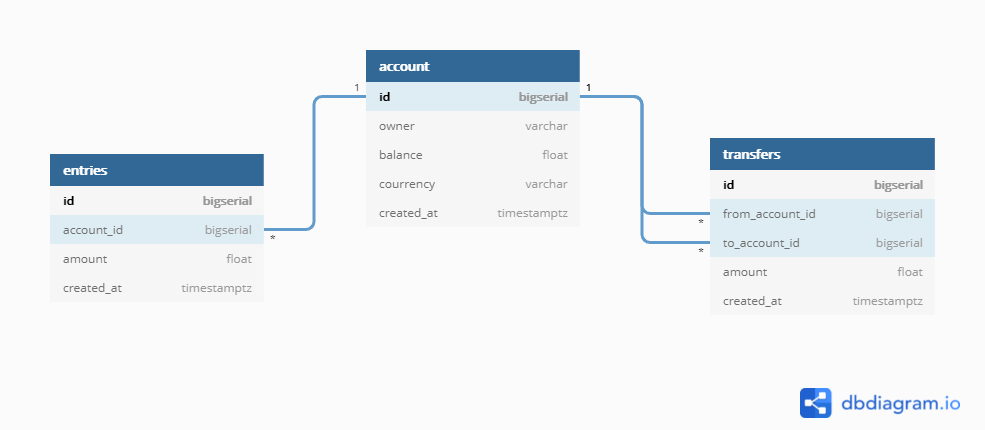 account
1 id bigserial 1
owner varchar
balance float
courrency varchar
created_at timestamptz
entries
id bigserial
account_id bigserial *
amount float
created_at timestamptz
transfers
id bigserial
* from_account_id bigserial
* to_account_id bigserial
amount float
created_at timestamptz
dbdiagram.io